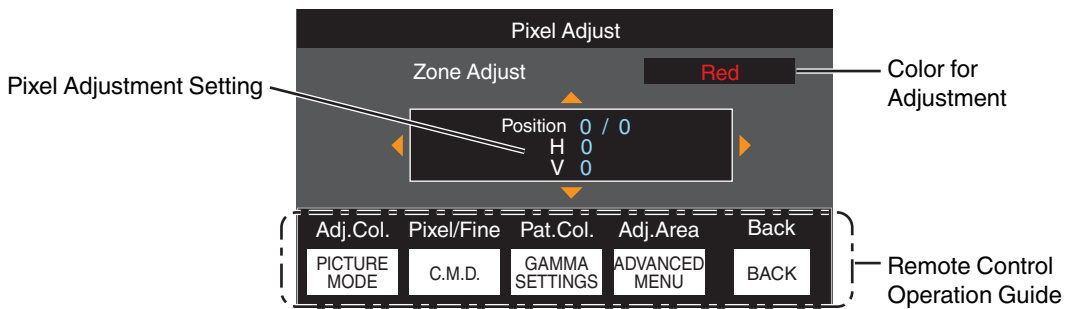 Pixel Adjust
Zone Adjust Red
Color for
Adjustment
Pixel Adjustment Setting
Position 0 / 0
H 0
V 0
Adj.Col. Pixel/Fine Pat.Col. Adj.Area Back
PICTURE
MODE
C.M.D.
GAMMA
SETTINGS
ADVANCED
MENU
BACK
Remote Control
Operation Guide